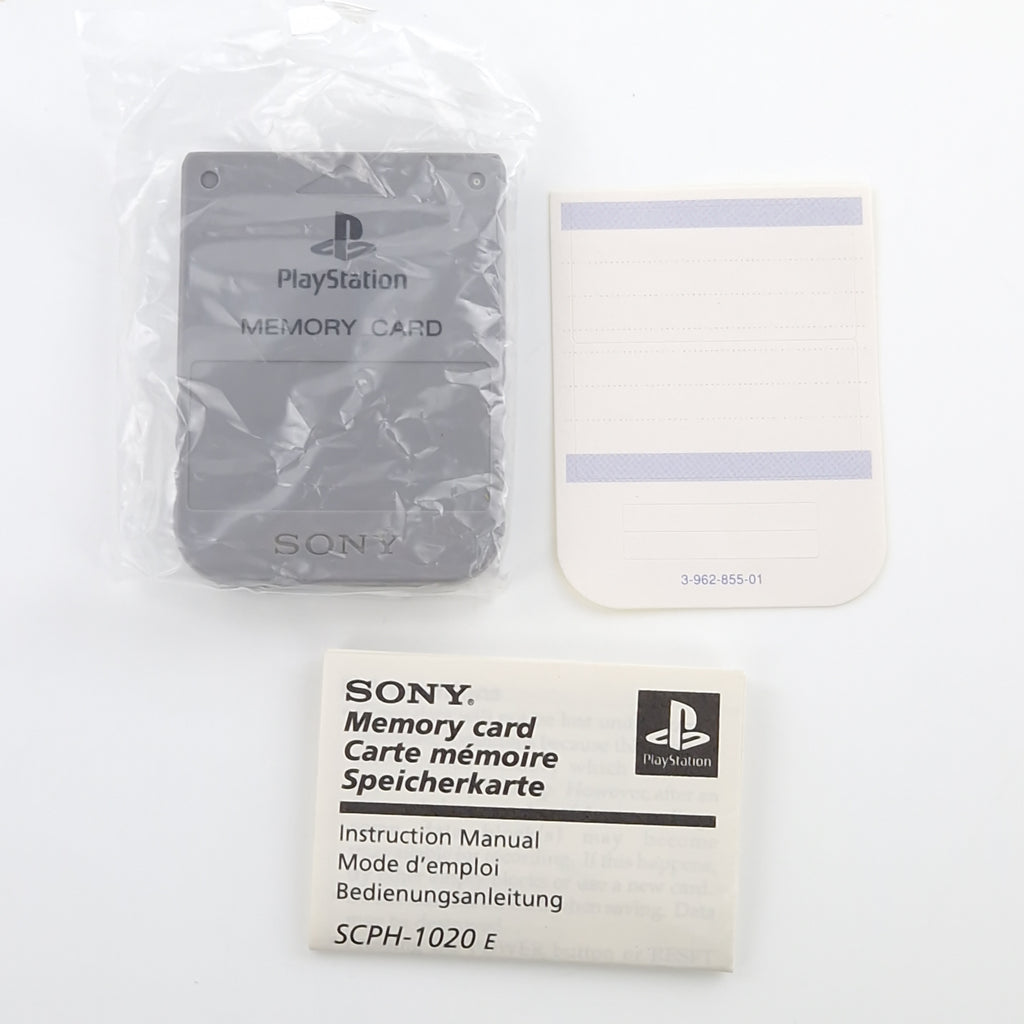 PlayStation
MEMORY CARD
SONY
3-962-855-01
SONY®
Memory card
Carte mémoire
Speicherkarte
PlayStation
Instruction Manual
Mode d'emploi
Bedienungsanleitung
SCPH-1020 E